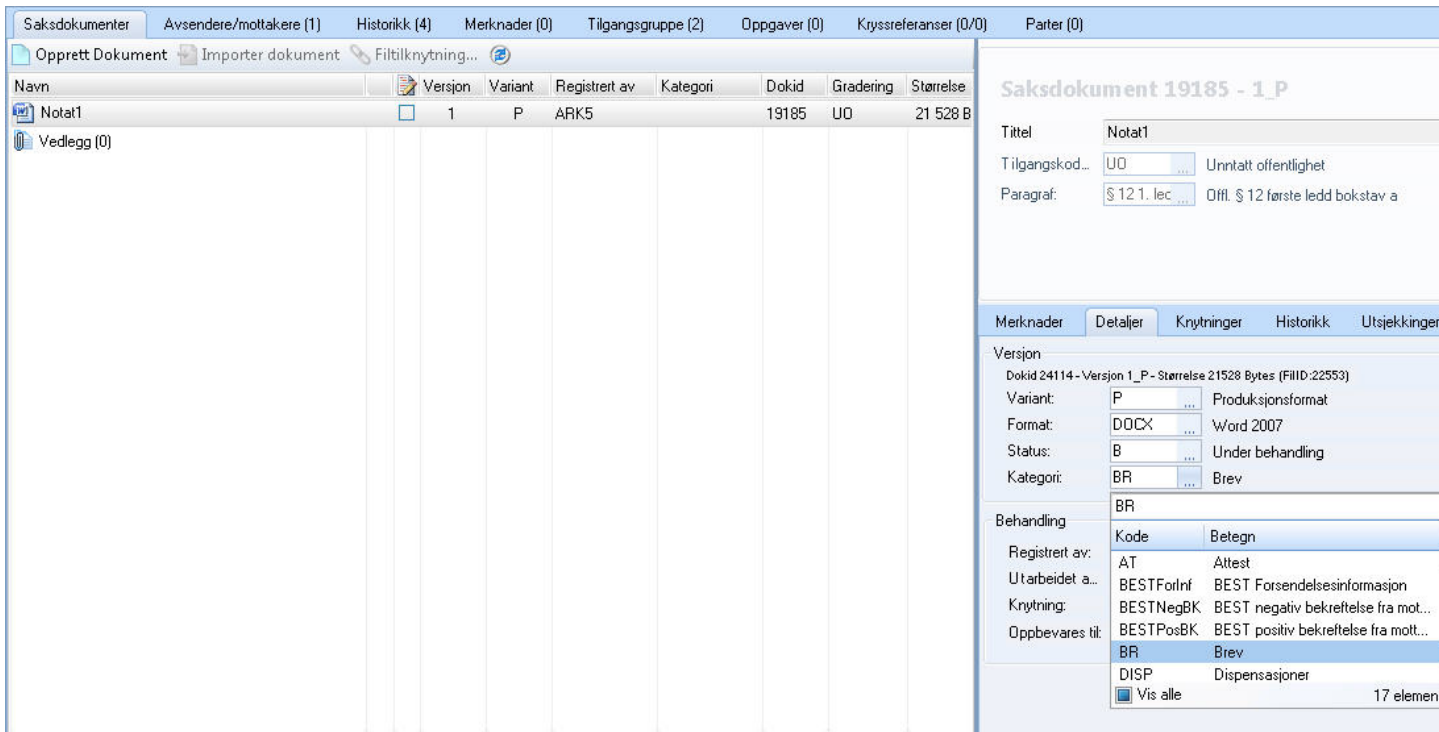 Saksdokumenter Avsendere/mottakere (1) Historikk (4) Merknader (0) Tilgangsgruppe (2) Oppgaver (0) Kryssreferanser (0/0) Parter (0)
Opprett Dokument Importer dokument Filtilknytning...
Navn Versjon Variant Registrert av Kategori Dokid Gradering Størrelse
Notat1 1 P ARK5 19185 UO 21 528 B
Vedlegg (0)
Saksdokument 19185 - 1_P
Tittel Notat1
Tilgangskod... UO ... Unntatt offentlighet
Paragraf: § 12 1. led ... Offl. § 12 første ledd bokstav a
Merknader Detaljer Knytninger Historikk Utsjekkinger
Versjon
Dokid 24114 - Versjon 1_P - Størrelse 21528 Bytes (FilID:22553)
Variant: P ... Produksjonsformat
Format: DOCX ... Word 2007
Status: B ... Under behandling
Kategori: BR ... Brev
BR
Behandling
Kode Betegn
Registrert av:
AT Attest
Utarbeidet a...
BESTForInf BEST Forsendelsesinformasjon
Knytning:
BESTNegBK BEST negativ bekreftelse fra mot...
Oppbevares til:
BESTPosBK BEST positiv bekreftelse fra mott...
BR Brev
DISP Dispensasjoner
Vis alle 17 elemen